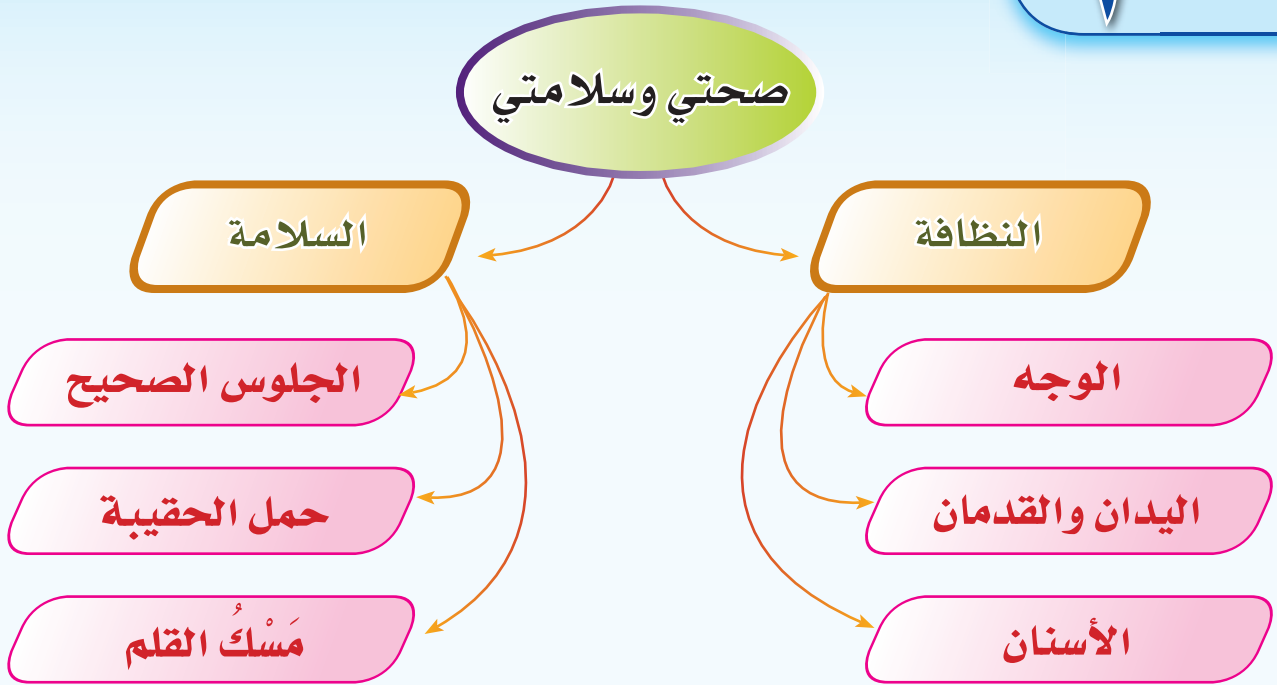 صحتي وسلامتي
النظافة
السلامة
الوجه
الجلوس الصحيح
اليدان والقدمان
حمل الحقيبة
الأسنان
مَسْكُ القلم